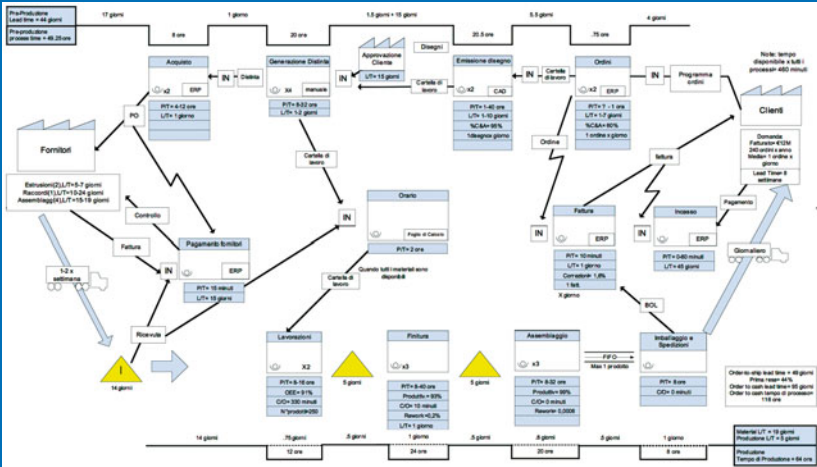 Pre-Produzione
Lead time = 44 giorni
17 giorni
1 giorno
1,5 giorni + 15 giorni
5.5 giorni
4 giorni
Pre-produzione
process time = 49.25 ore
8 ore
20 ore
20.5 ore
.75 ore
Acquisto
x2
ERP
P/T= 4-12 ore
L/T= 1 giorno
IN
Distinta
Generazione Distinta
X4
manuale
P/T= 8-32 ore
L/T= 1-2 giorni
IN
Approvazione
Cliente
L/T= 15 giorni
Disegni
Cartella di
lavoro
Emissione disegno
x2
CAD
P/T= 1-40 ore
L/T= 1-10 giorni
%C&A= 95%
1disegno giorno
IN
Cartella
di lavoro
Ordini
x2
ERP
P/T= ? - 1 ore
L/T= 1-7 giorni
%C&A= 60%
1 ordine x giorno
IN
Programma
ordini
Note: tempo
disponibile x tutti i
processi= 460 minuti
Clienti
Domanda:
Fatturato= €12M
240 ordini x anno
Media= 1 ordine x
giorno
Lead Time= 8
settimane
PO
Fornitori
Estrusioni(2),L/T=5-7 giorni
Raccordi(1),L/T=10-24 giorni
Assemblagg(4),L/T=15-19 giorni
Controllo
Fattura
Pagamento fornitori
ERP
P/T= 15 minuti
L/T= 15 giorni
IN
1-2 x
settimana
Ricevuta
I
14 giorni
Cartella di
lavoro
IN
Orario
Foglio di Calcolo
P/T= 2 ore
Quando tutti i materiali sono
disponibili
Cartella di
lavoro
Ordine
fattura
IN
Fattura
ERP
P/T= 10 minuti
L/T= 1 giorno
Correzioni= 1,8%
1 fatt.
X giorno
IN
Incasso
ERP
P/T= 0-60 minuti
L/T= 45 giorni
Pagamento
Giornaliero
BOL
Lavorazioni
X2
P/T= 8-16 ore
OEE= 91%
C/O= 330 minuti
N°prodotti=250
5 giorni
Finitura
x3
P/T= 8-40 ore
Produttiv= 93%
C/O= 10 minuti
Rework=0,2%
L/T= 1 giorno
5 giorni
Assemblaggio
x3
P/T= 8-32 ore
Produttiv= 99%
C/O= 0 minuti
Rework= 0,0008
FIFO
Max 1 prodotto
Imballaggio e
Spedizioni
P/T= 8 ore
C/O= 0 minuti
Order-to-ship lead time = 49 giorni
Prima resa= 44%
Order to cash lead time= 95 giorni
Order to cash tempo di processo=
118 ore
14 giorni
.75 giorni
.5 giorni
1 giorno
.5 giorni
.6 giorni
.5 giorni
1 giorno
Material L/T = 19 giorni
Produzione L/T = 5 giorni
12 ore
24 ore
20 ore
8 ore
Produzione
Tempo di Produzione = 64 ore